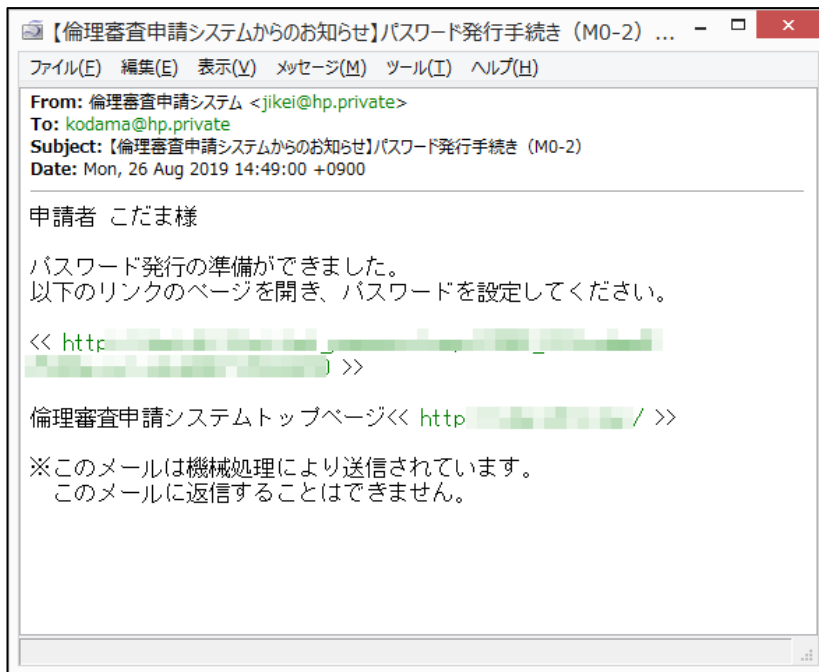 【倫理審査申請システムからのお知らせ】パスワード発行手続き（M0-2）...
ファイル(F) 編集(E) 表示(V) メッセージ(M) ツール(T) ヘルプ(H)
From: 倫理審査申請システム <jikei@hp.private>
To: kodama@hp.private
Subject:【倫理審査申請システムからのお知らせ】パスワード発行手続き（M0-2）
Date: Mon, 26 Aug 2019 14:49:00 +0900
申請者 こだま様
パスワード発行の準備ができました。
以下のリンクのページを開き、パスワードを設定してください。
<< http
>>
倫理審査申請システムトップページ<< http / >>
※このメールは機械処理により送信されています。
このメールに返信することはできません。